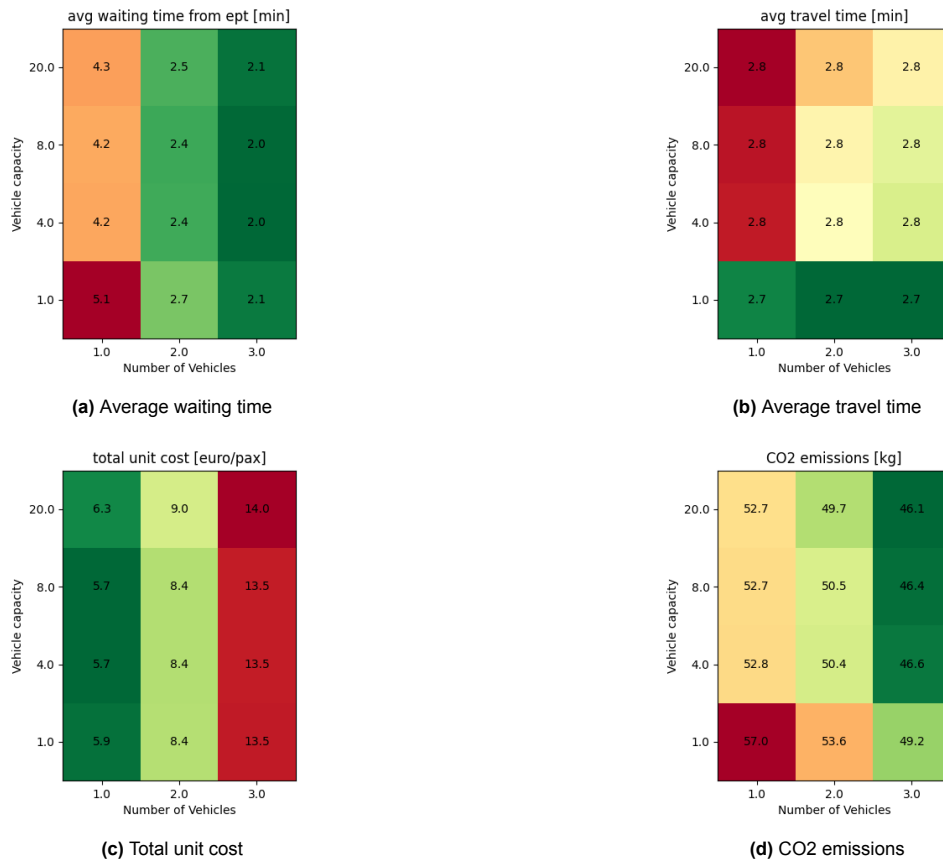 avg waiting time from ept [min]
20.0 4.3 2.5 2.1
8.0 4.2 2.4 2.0
4.0 4.2 2.4 2.0
1.0 5.1 2.7 2.1
1.0 2.0 3.0
Vehicle capacity
Number of Vehicles
(a) Average waiting time
avg travel time [min]
20.0 2.8 2.8 2.8
8.0 2.8 2.8 2.8
4.0 2.8 2.8 2.8
1.0 2.7 2.7 2.7
1.0 2.0 3.0
Vehicle capacity
Number of Vehicles
(b) Average travel time
total unit cost [euro/pax]
20.0 6.3 9.0 14.0
8.0 5.7 8.4 13.5
4.0 5.7 8.4 13.5
1.0 5.9 8.4 13.5
1.0 2.0 3.0
Vehicle capacity
Number of Vehicles
(c) Total unit cost
CO2 emissions [kg]
20.0 52.7 49.7 46.1
8.0 52.7 50.5 46.4
4.0 52.8 50.4 46.6
1.0 57.0 53.6 49.2
1.0 2.0 3.0
Vehicle capacity
Number of Vehicles
(d) CO2 emissions